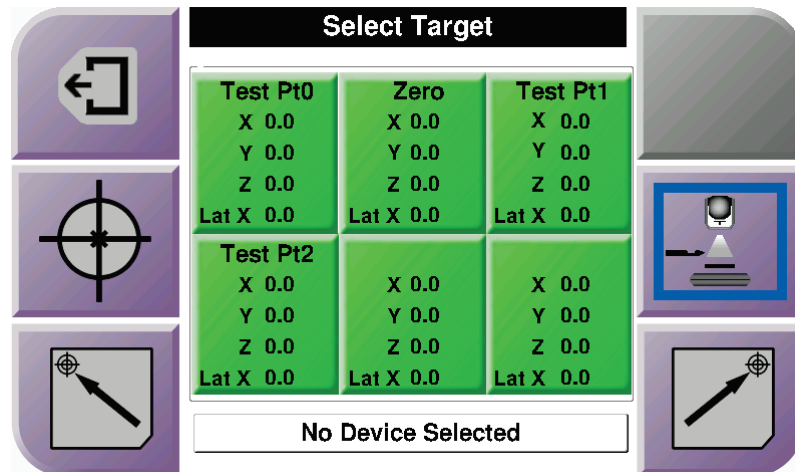 Select Target
Test Pt0 Zero Test Pt1
X 0.0 X 0.0 X 0.0
Y 0.0 Y 0.0 Y 0.0
Z 0.0 Z 0.0 Z 0.0
Lat X 0.0 Lat X 0.0 Lat X 0.0
Test Pt2
X 0.0 X 0.0 X 0.0
Y 0.0 Y 0.0 Y 0.0
Z 0.0 Z 0.0 Z 0.0
Lat X 0.0 Lat X 0.0 Lat X 0.0
No Device Selected